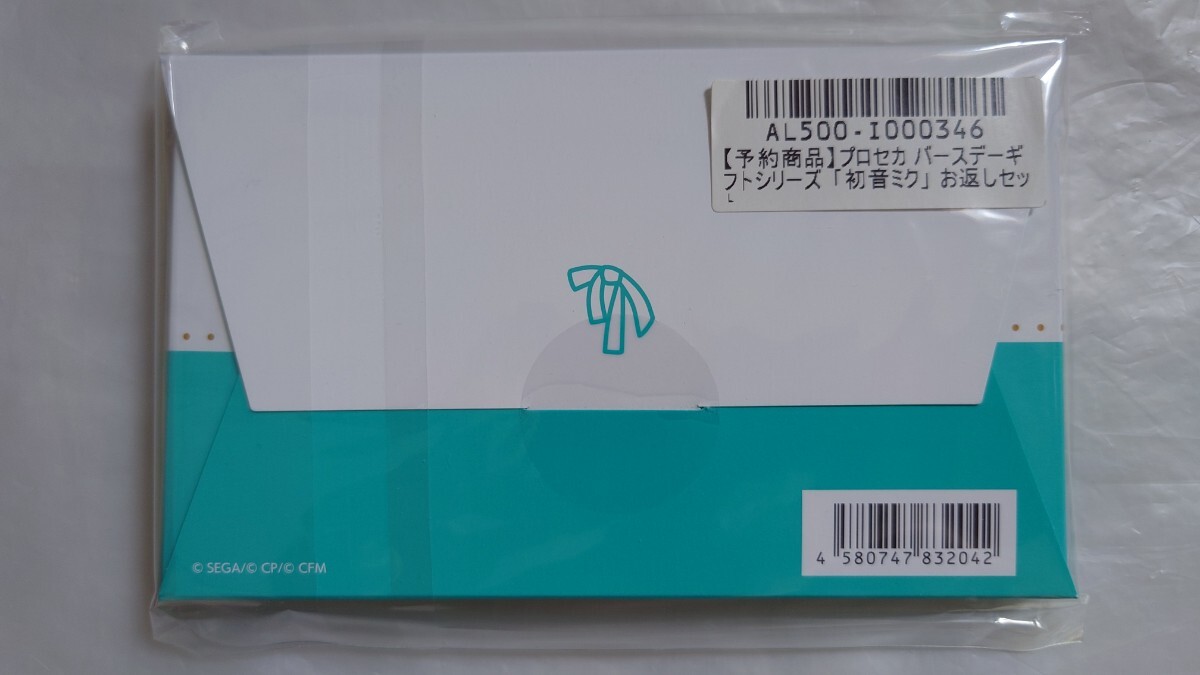 AL500-I000346
【予約商品】プロセカ バースデーギ
フトシリーズ「初音ミク」お返しセッ
ト
© SEGA/© CP/© CFM
4 580747 832042